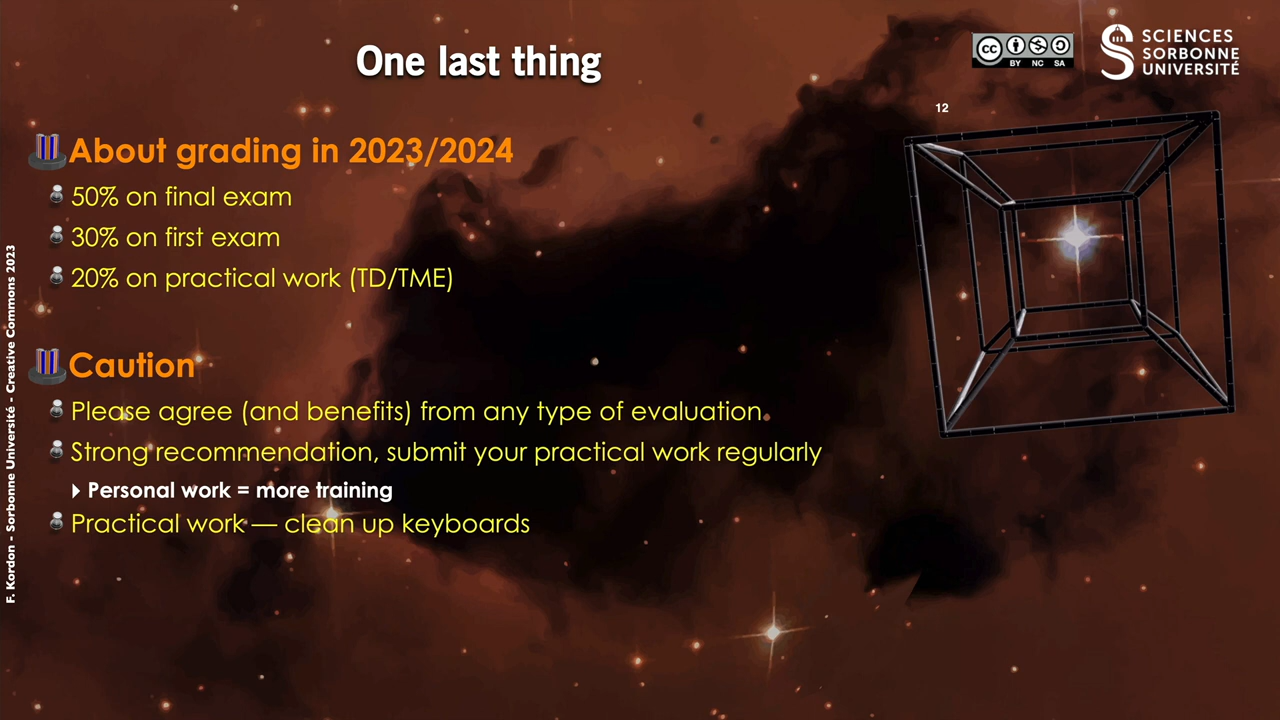 One last thing
CC BY NC SA
SCIENCES
SORBONNE
UNIVERSITÉ
12
About grading in 2023/2024
50% on final exam
30% on first exam
20% on practical work (TD/TME)
Caution
Please agree (and benefits) from any type of evaluation.
Strong recommendation, submit your practical work regularly
Personal work = more training
Practical work — clean up keyboards
F. Kordon - Sorbonne Université - Creative Commons 2023